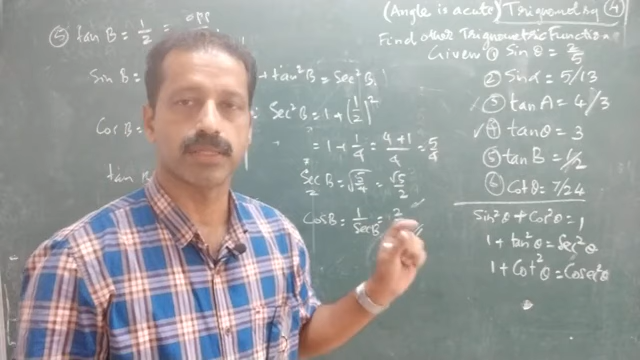 (Angle is acute) Trigonometry ④
Find other Trigonometric Function
Given ① Sin θ = 2/5
② Sin α = 5/13
③ tan A = 4/3
④ tan θ = 3
⑤ tan B = 1/2
⑥ Cot θ = 7/24
Sin²θ + Cos²θ = 1
1 + tan²θ = Sec²θ
1 + Cot²θ = Cosec²θ
⑤ tan B = 1/2 = opp
Sin B =
Cos B =
tan B
+ tan²B = Sec²B
Sec²B = 1 + (1/2)²
= 1 + 1/4 = 4+1/4 = 5/4
Sec B = √5/4 = √5/2
Cos B = 1/Sec B = 2